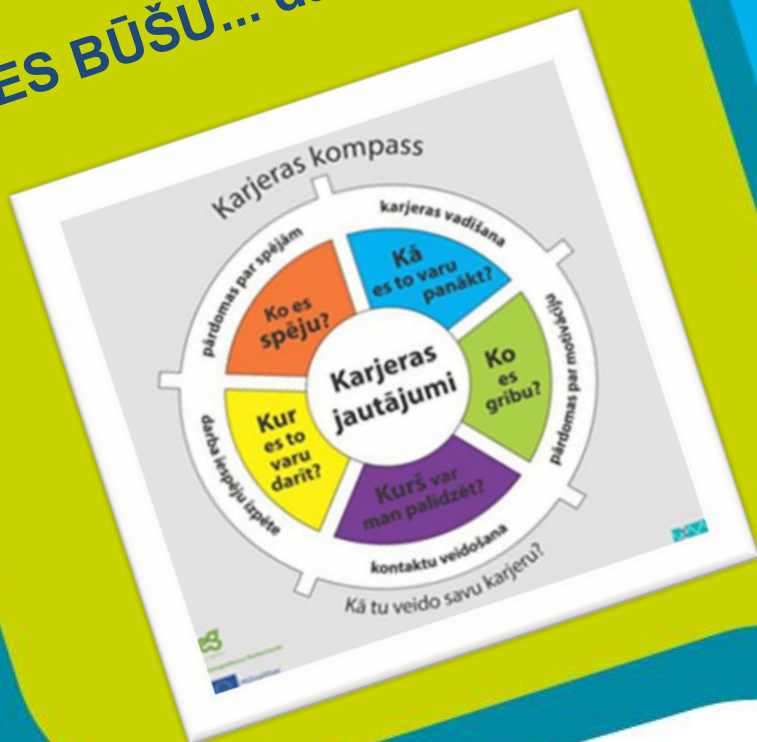 ES BŪŠU...
Karjeras kompass
karjeras vadīšana
pārdomas par spējām
Kā
es to varu
panākt?
Ko es
spēju?
Karjeras
jautājumi
Ko
es
gribu?
pārdomas par motivāciju
Kur
es to
varu
darīt?
darba iespēju izpēte
Kurš var
man palīdzēt?
kontaktu veidošana
Kā tu veido savu karjeru?